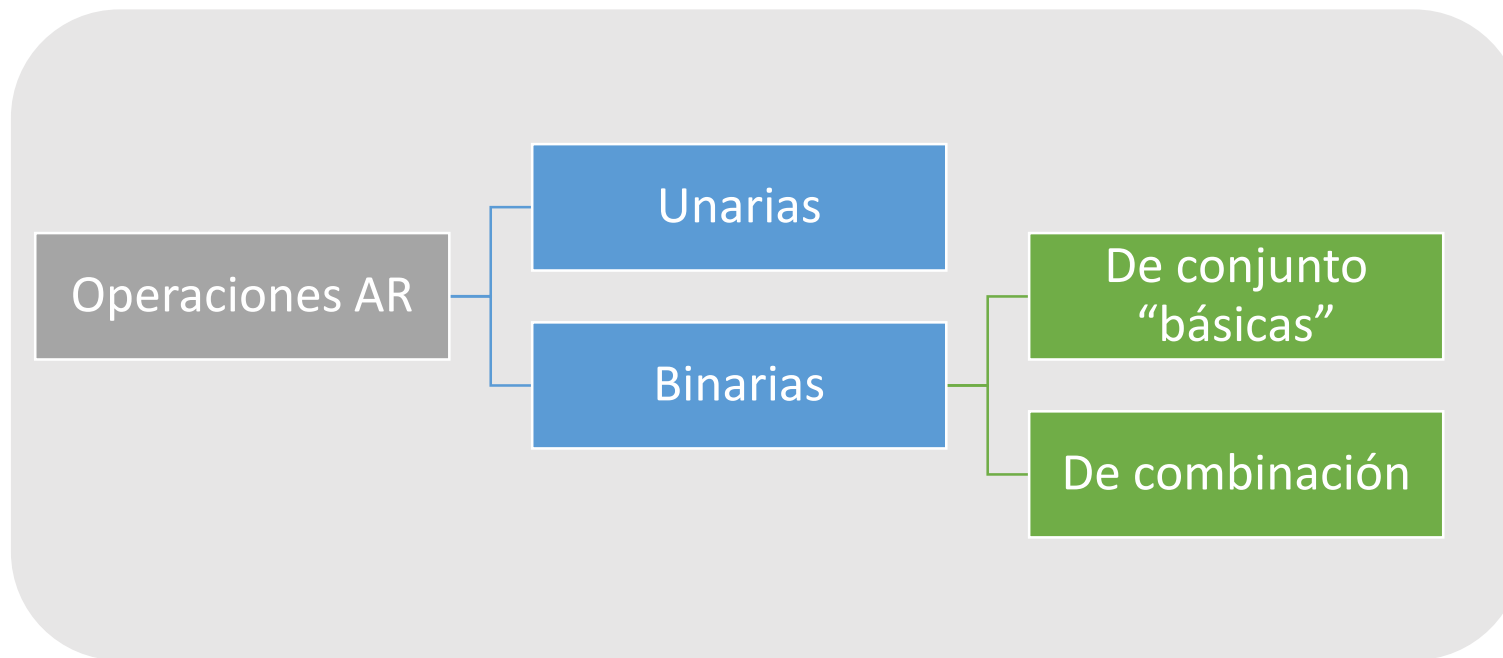 Operaciones AR
Unarias
Binarias
De conjunto
“básicas”
De combinación